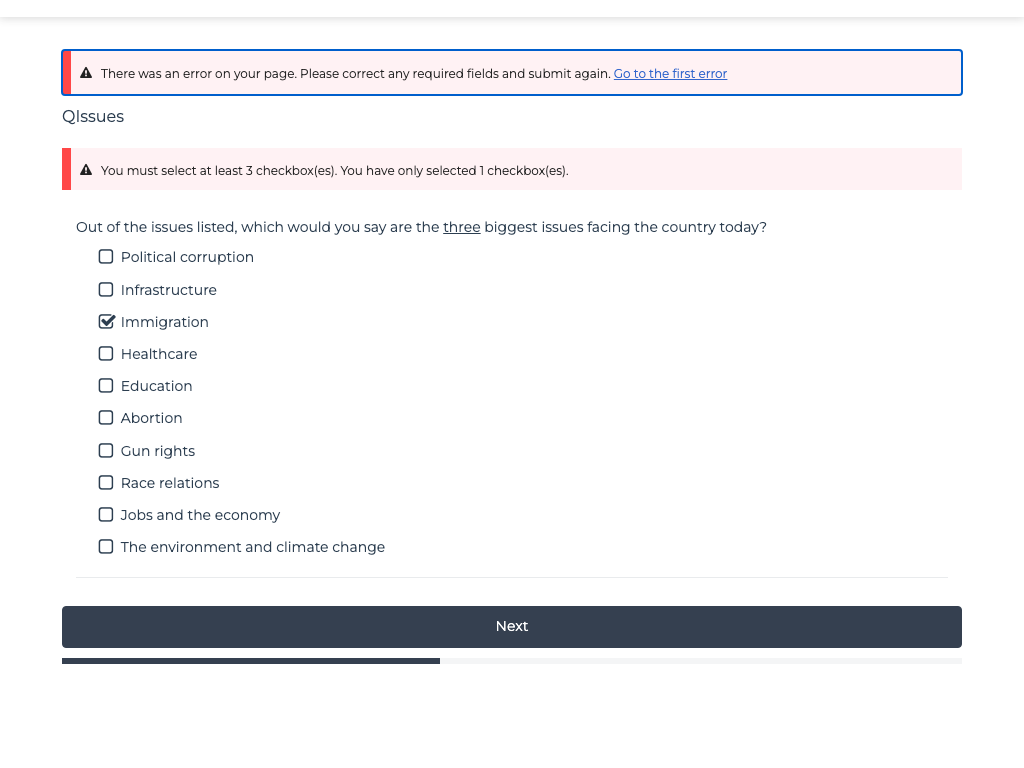 There was an error on your page. Please correct any required fields and submit again. Go to the first error
QIssues
You must select at least 3 checkbox(es). You have only selected 1 checkbox(es).
Out of the issues listed, which would you say are the three biggest issues facing the country today?
Political corruption
Infrastructure
Immigration
Healthcare
Education
Abortion
Gun rights
Race relations
Jobs and the economy
The environment and climate change
Next